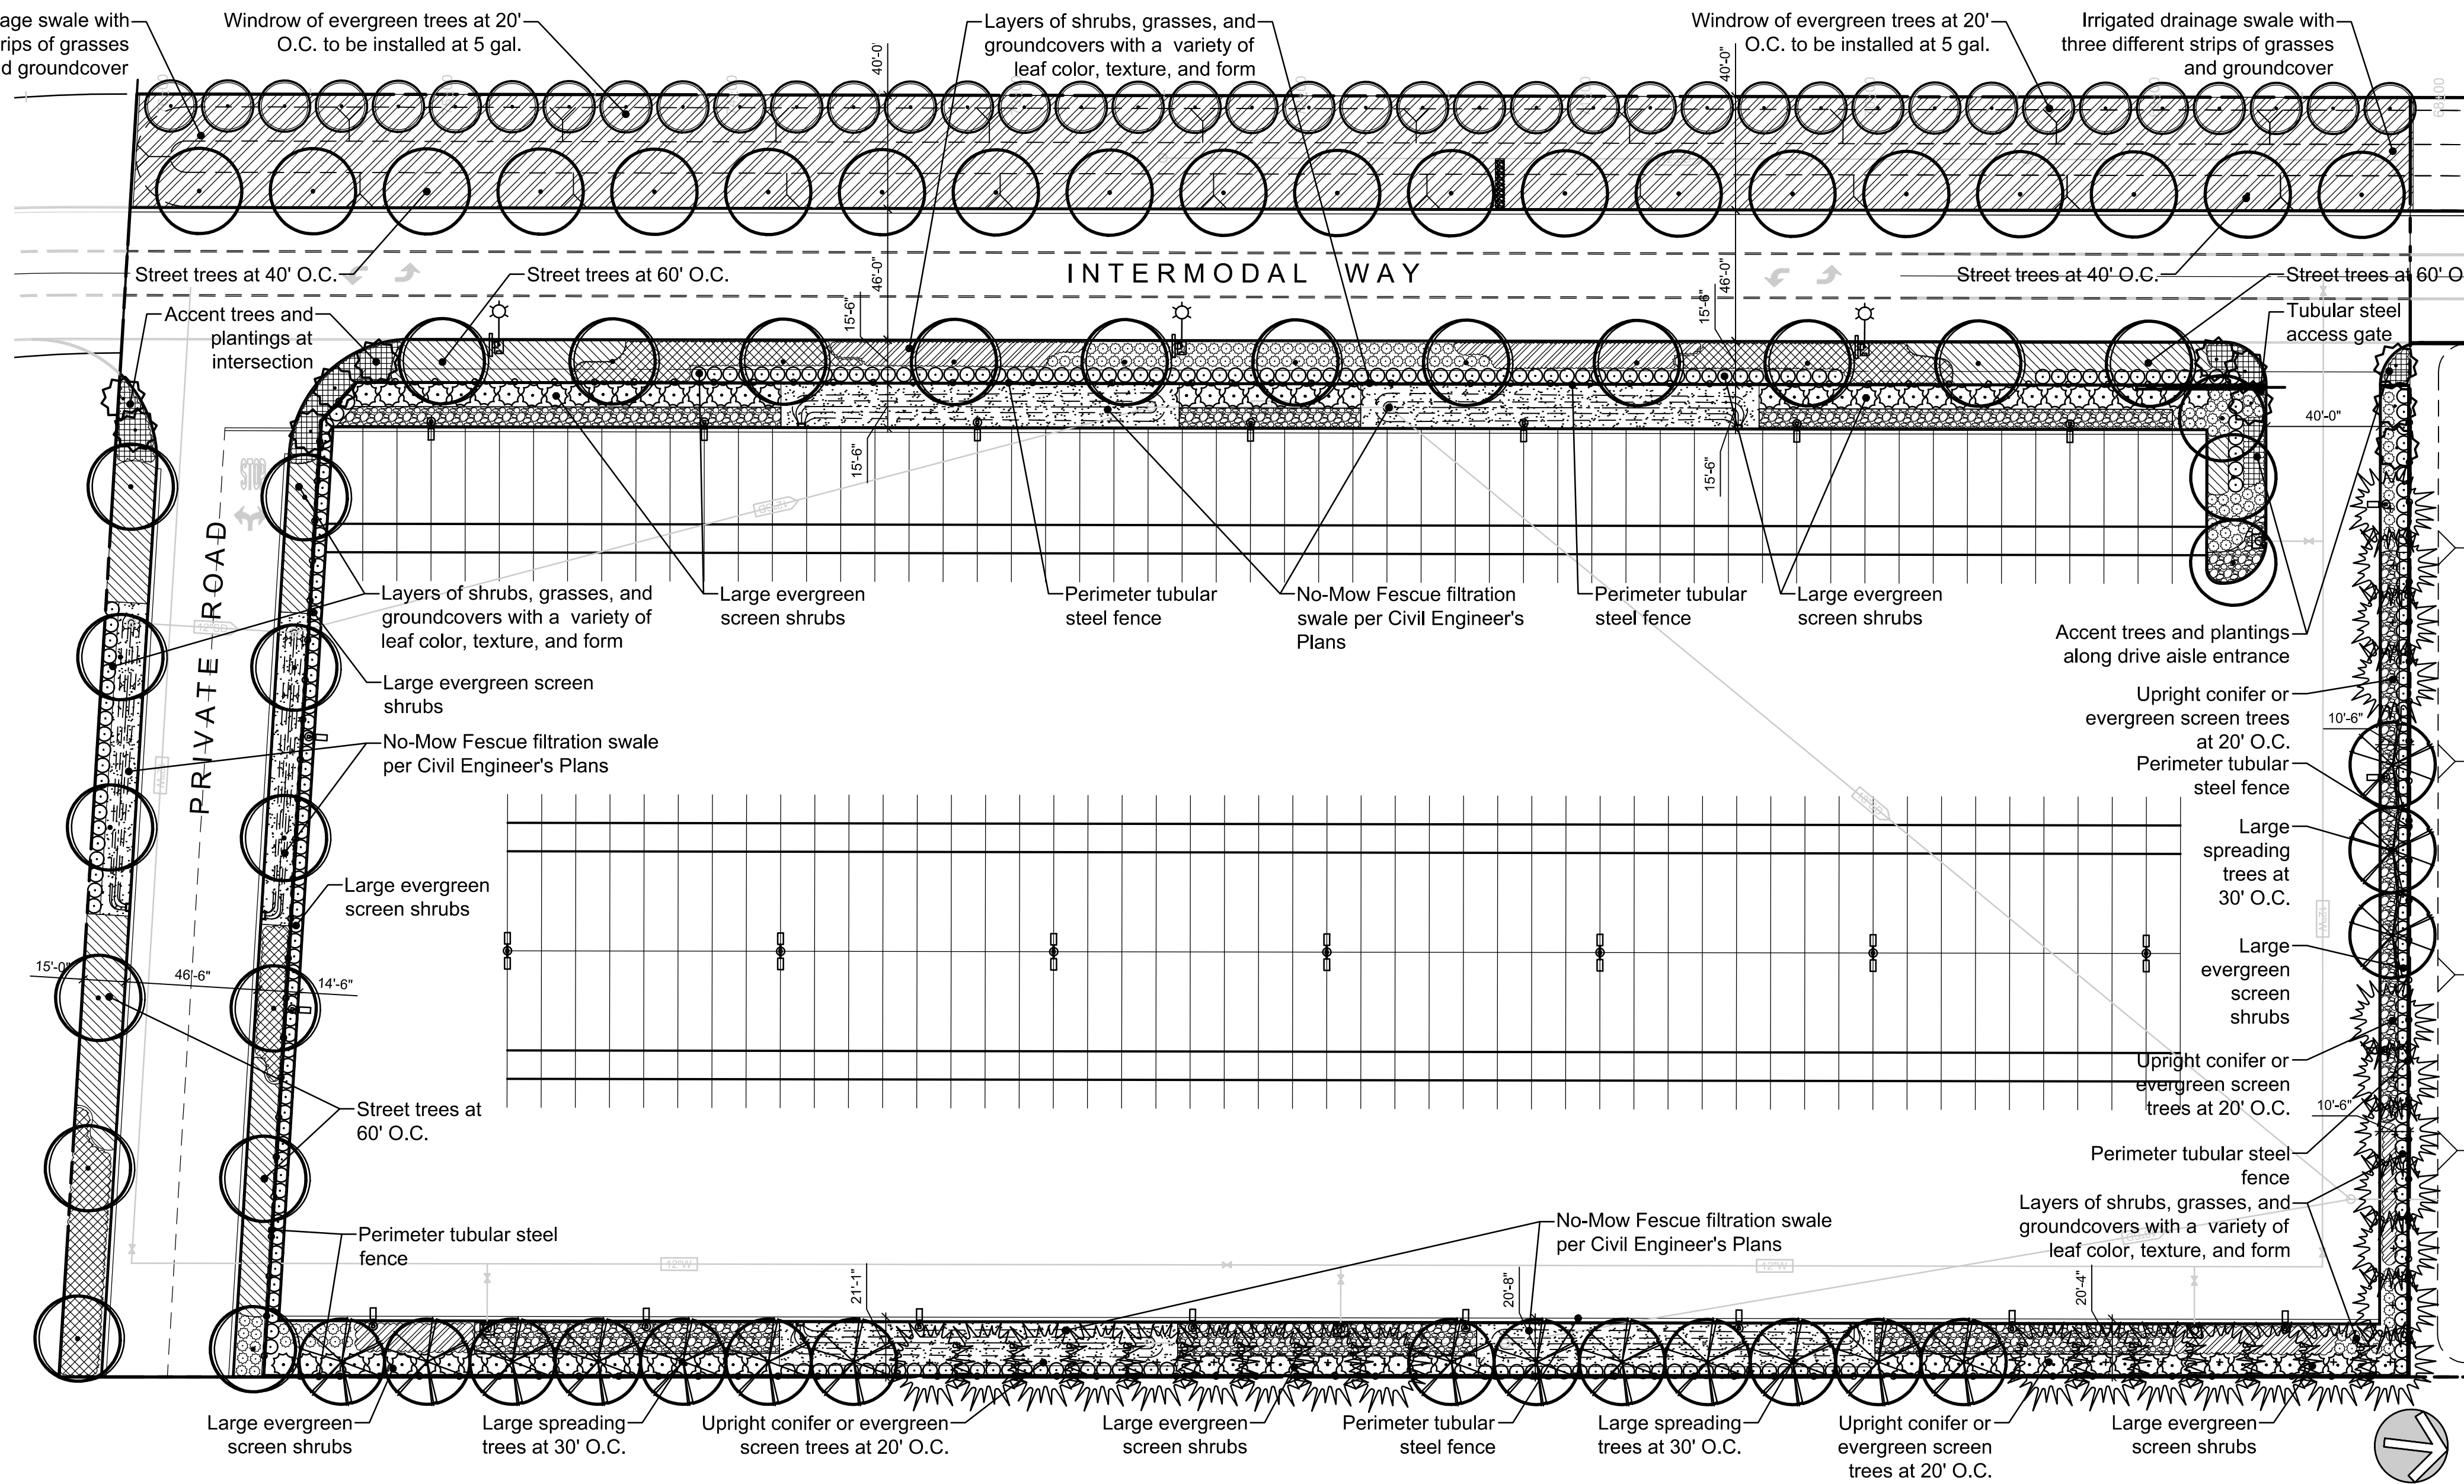 age swale with
rips of grasses
d groundcover
Windrow of evergreen trees at 20'
O.C. to be installed at 5 gal.
40'-0
Layers of shrubs, grasses, and
groundcovers with a variety of
leaf color, texture, and form
40'-0"
Windrow of evergreen trees at 20'
O.C. to be installed at 5 gal.
Irrigated drainage swale with
three different strips of grasses
and groundcover
Street trees at 40' O.C.
Street trees at 60' O.C.
46'-0"
INTERMODAL WAY
46'-0"
Street trees at 40' O.C.
Street trees at 60' O
Accent trees and
plantings at
intersection
15'-6"
15'-6"
Tubular steel
access gate
40'-0"
15'-6"
15'-6"
STOP
PRIVATE ROAD
Layers of shrubs, grasses, and
groundcovers with a variety of
leaf color, texture, and form
Large evergreen
screen shrubs
Perimeter tubular
steel fence
No-Mow Fescue filtration
swale per Civil Engineer's
Plans
Perimeter tubular
steel fence
Large evergreen
screen shrubs
Accent trees and plantings
along drive aisle entrance
Large evergreen screen
shrubs
Upright conifer or
evergreen screen trees
at 20' O.C.
10'-6"
No-Mow Fescue filtration swale
per Civil Engineer's Plans
Perimeter tubular
steel fence
Large
spreading
trees at
30' O.C.
Large evergreen
screen shrubs
12"W
Large
evergreen
screen
shrubs
15'-0"
46'-6"
14'-6"
Upright conifer or
evergreen screen
trees at 20' O.C.
10'-6"
Street trees at
60' O.C.
Perimeter tubular steel
fence
Layers of shrubs, grasses, and
groundcovers with a variety of
leaf color, texture, and form
Perimeter tubular steel
fence
No-Mow Fescue filtration swale
per Civil Engineer's Plans
12"W
12"W
21'-1"
20'-8"
20'-4"
Large evergreen
screen shrubs
Large spreading
trees at 30' O.C.
Upright conifer or evergreen
screen trees at 20' O.C.
Large evergreen
screen shrubs
Perimeter tubular
steel fence
Large spreading
trees at 30' O.C.
Upright conifer or
evergreen screen
trees at 20' O.C.
Large evergreen
screen shrubs